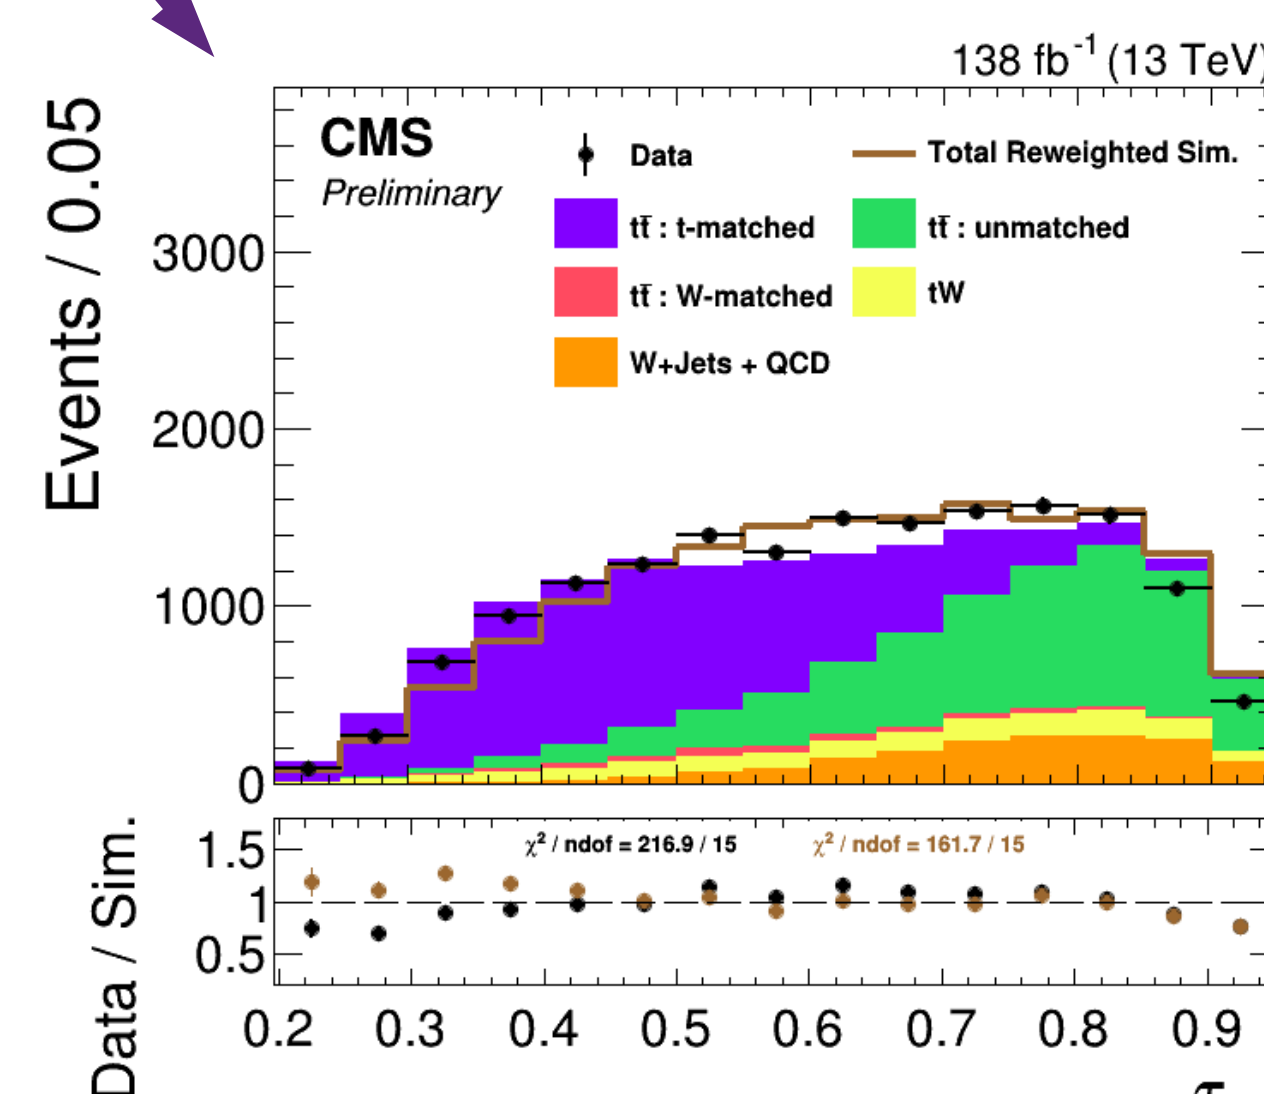 138 fb⁻¹ (13 TeV)
CMS
Preliminary
Data
Total Reweighted Sim.
tt̄ : t-matched
tt̄ : unmatched
tt̄ : W-matched
tW
W+Jets + QCD
Events / 0.05
3000
2000
1000
0
χ² / ndof = 216.9 / 15
χ² / ndof = 161.7 / 15
Data / Sim.
1.5
1
0.5
0.2 0.3 0.4 0.5 0.6 0.7 0.8 0.9